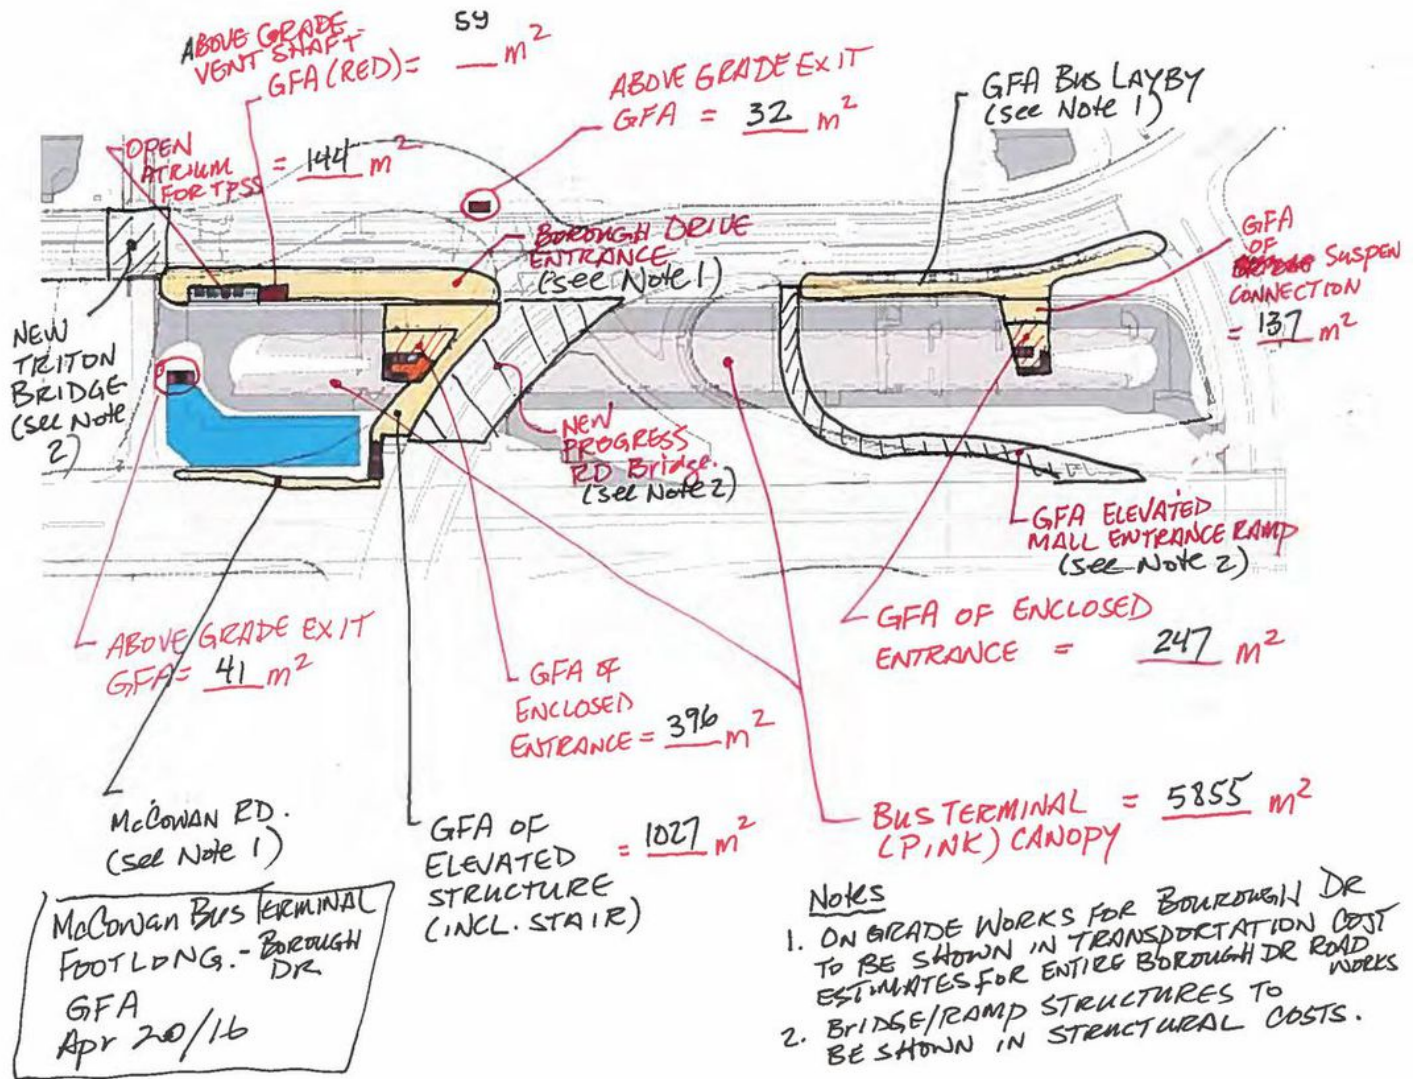 ABOVE GRADE
VENT SHAFT
GFA (RED) = 59 m²
ABOVE GRADE EXIT
GFA = 32 m²
GFA BUS LAYBY
(see Note 1)
OPEN
ATRIUM
FOR TPSS = 144 m²
BOROUGH DRIVE
ENTRANCE
(see Note 1)
GFA
OF
SUSPEN
CONNECTION
= 137 m²
NEW
TRITON
BRIDGE
(see Note
2)
NEW
PROGRESS
RD Bridge.
(see Note 2)
GFA ELEVATED
MALL ENTRANCE RAMP
(see Note 2)
ABOVE GRADE EXIT
GFA = 41 m²
GFA OF
ENCLOSED
ENTRANCE = 396 m²
GFA OF ENCLOSED
ENTRANCE = 247 m²
McCOWAN RD.
(see Note 1)
GFA OF
ELEVATED
STRUCTURE
(INCL. STAIR)
= 1027 m²
BUS TERMINAL
(PINK) CANOPY
= 5855 m²
McCowan Bus TERMINAL
FOOTLONG. - BOROUGH
DR
GFA
Apr 20/16
Notes
1. ON GRADE WORKS FOR BOUROUGH DR
TO BE SHOWN IN TRANSPORTATION COST
ESTIMATES FOR ENTIRE BOROUGH DR ROAD
WORKS
2. BRIDGE/RAMP STRUCTURES TO
BE SHOWN IN STRUCTURAL COSTS.